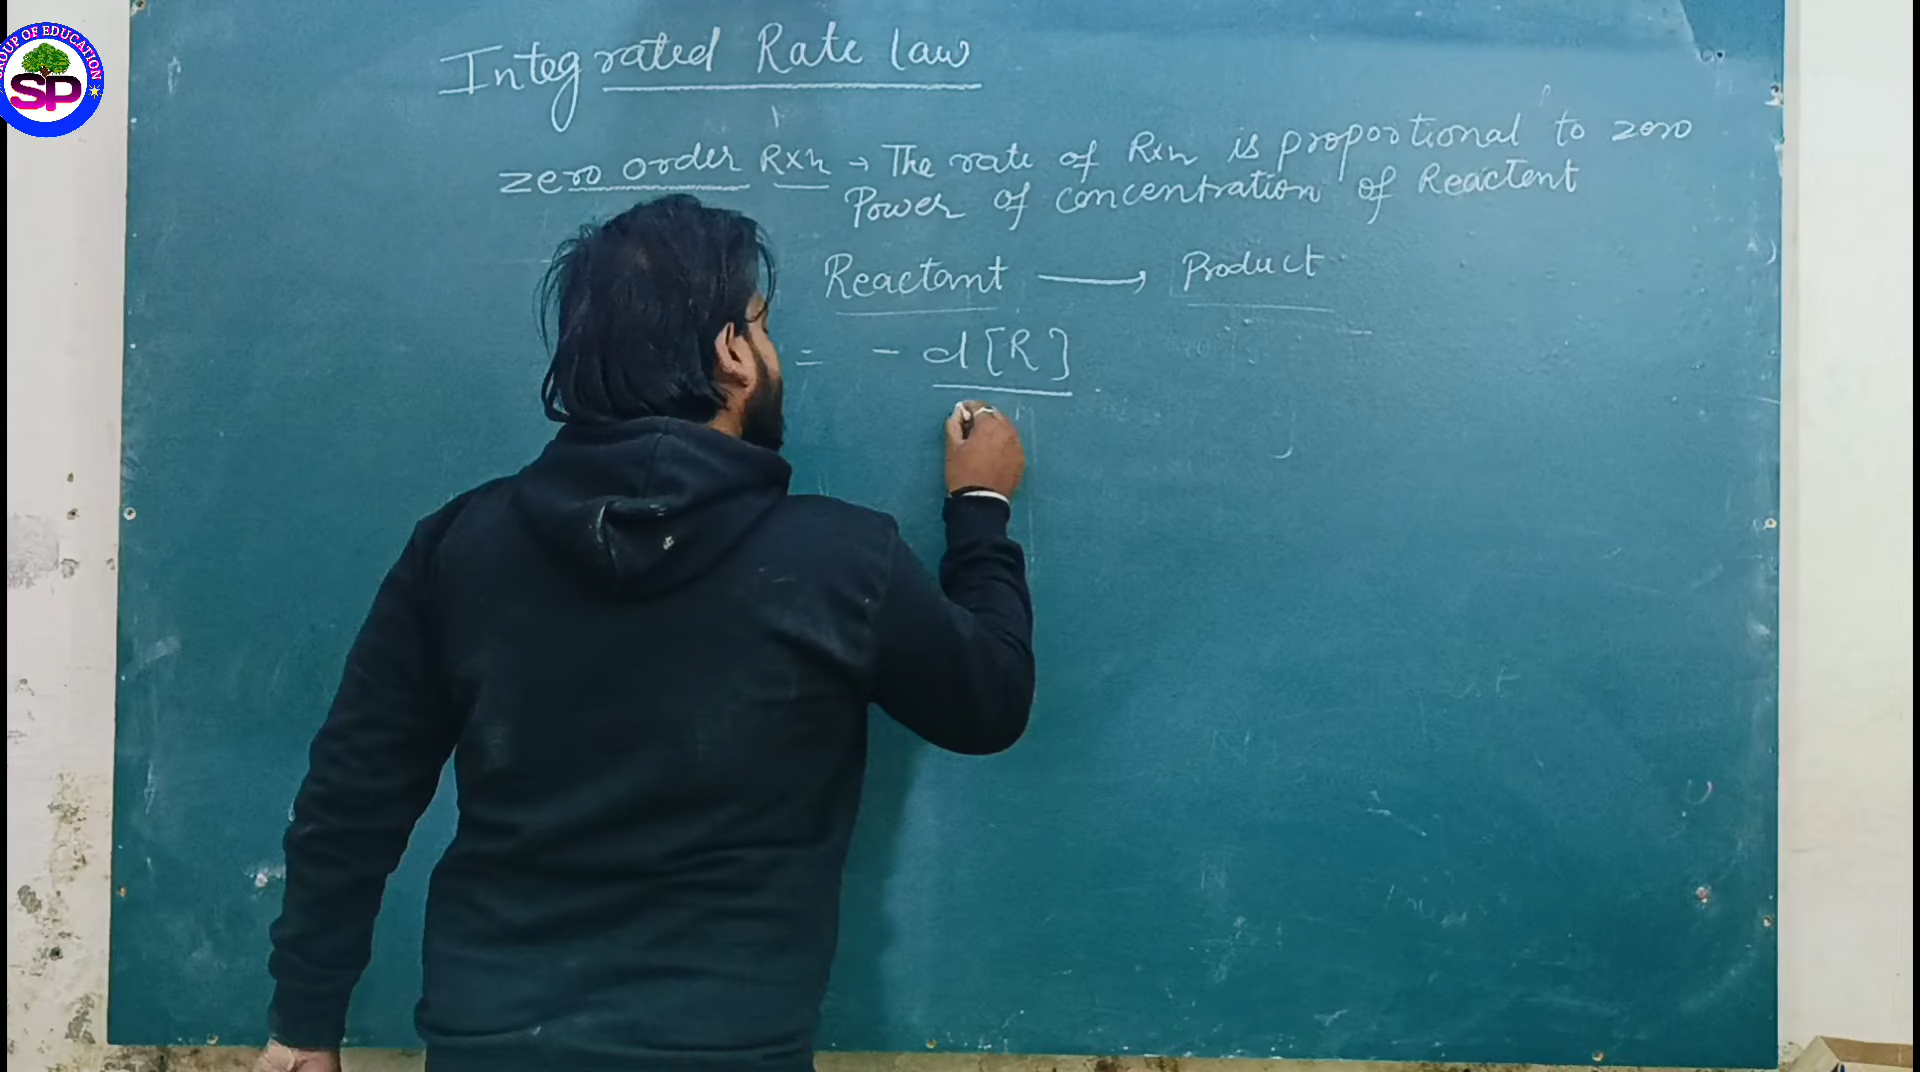 GROUP OF EDUCATION
SP
Integrated Rate law
zero order Rxn → The rate of Rxn is proportional to zero
Power of concentration of Reactent
Reactant ⟶ Product
= - d[R]